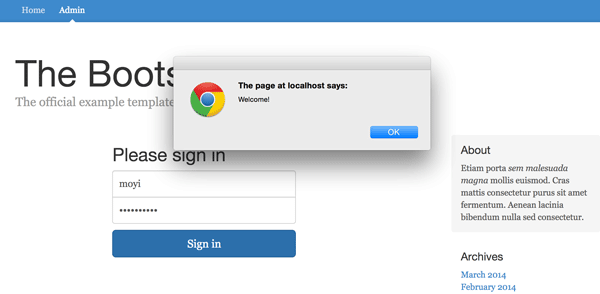 Home Admin
The Boots
The official example template
The page at localhost says:
Welcome!
OK
Please sign in
moyi
••••••••••
Sign in
About
Etiam porta sem malesuada
magna mollis euismod. Cras
mattis consectetur purus sit amet
fermentum. Aenean lacinia
bibendum nulla sed consectetur.
Archives
March 2014
February 2014